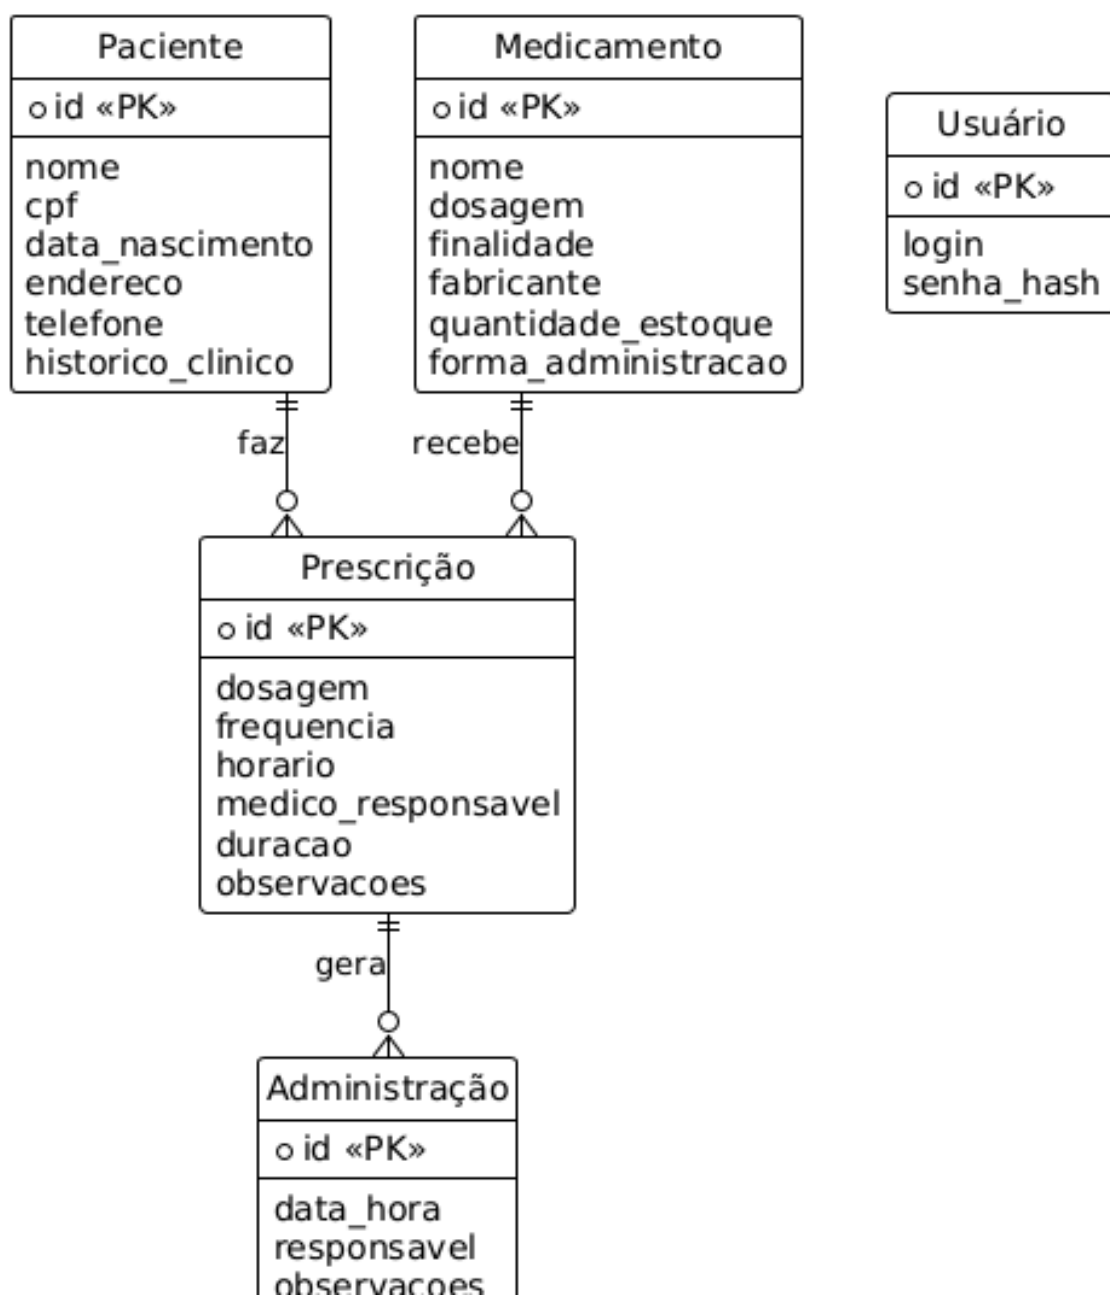 Paciente
id «PK»
nome
cpf
data_nascimento
endereco
telefone
historico_clinico
Medicamento
id «PK»
nome
dosagem
finalidade
fabricante
quantidade_estoque
forma_administracao
Usuário
id «PK»
login
senha_hash
faz
recebe
Prescrição
id «PK»
dosagem
frequencia
horario
medico_responsavel
duracao
observacoes
gera
Administração
id «PK»
data_hora
responsavel
observacoes